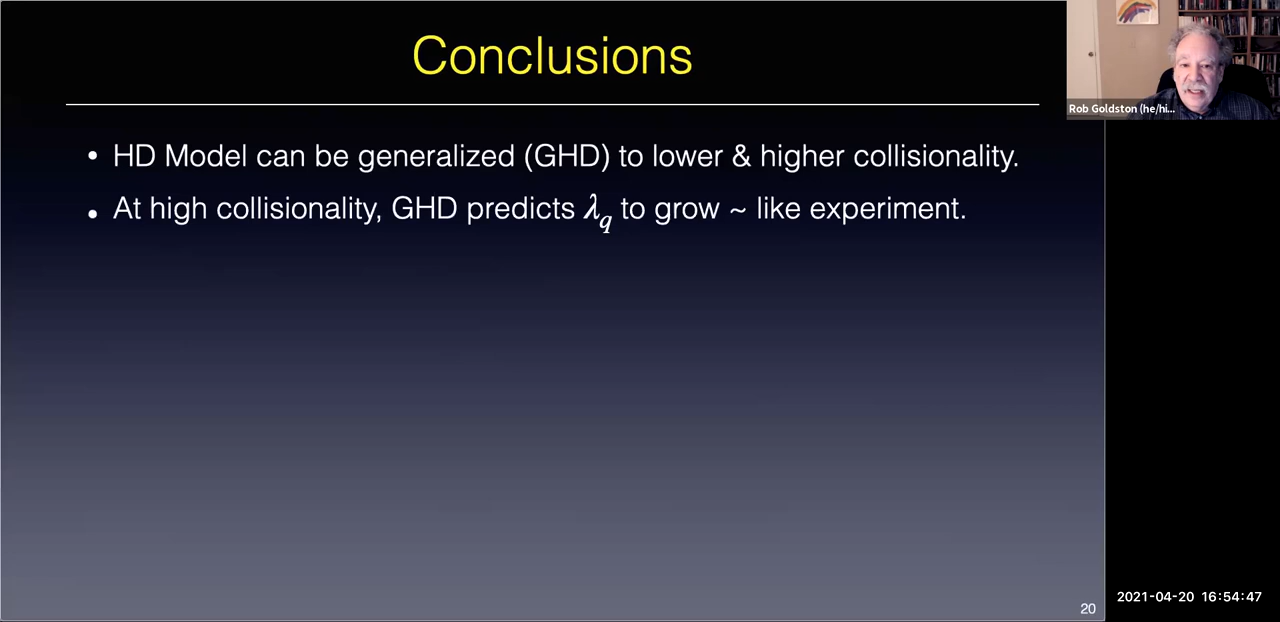 Conclusions
Rob Goldston (he/hi...
• HD Model can be generalized (GHD) to lower & higher collisionality.
• At high collisionality, GHD predicts λq to grow ~ like experiment.
2021-04-20 16:54:47
20